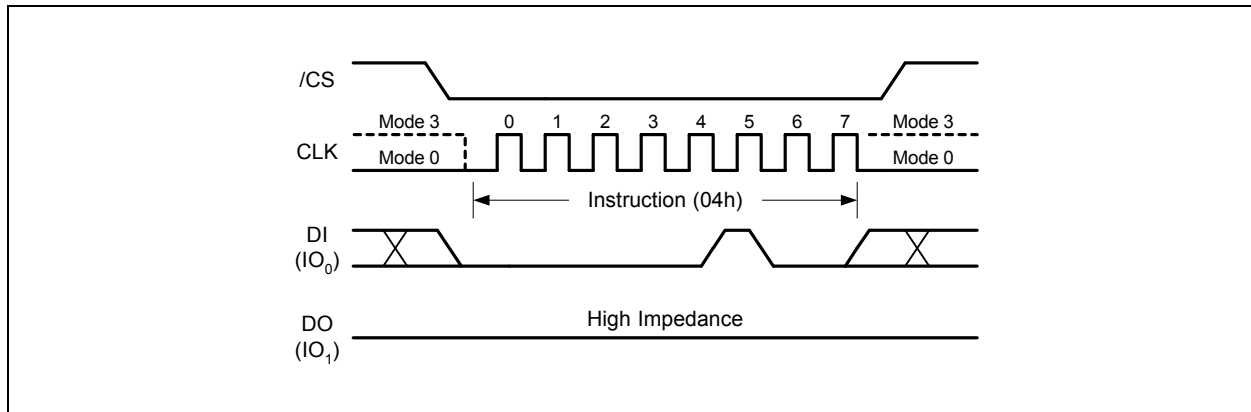 /CS
Mode 3 0 1 2 3 4 5 6 7 Mode 3
CLK
Mode 0 Mode 0
Instruction (04h)
DI
(IO₀)
High Impedance
DO
(IO₁)